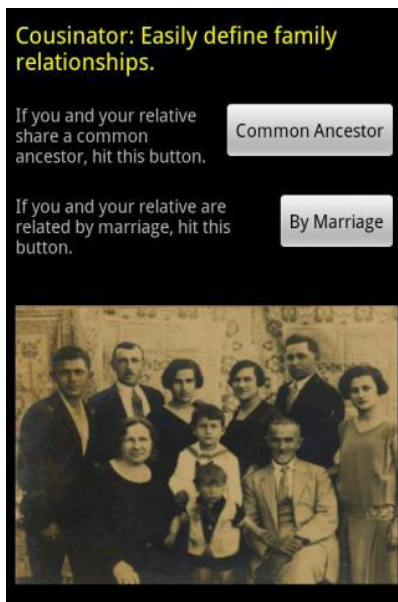 Cousinator: Easily define family
relationships.
If you and your relative
share a common
ancestor, hit this button.
Common Ancestor
If you and your relative are
related by marriage, hit this
button.
By Marriage